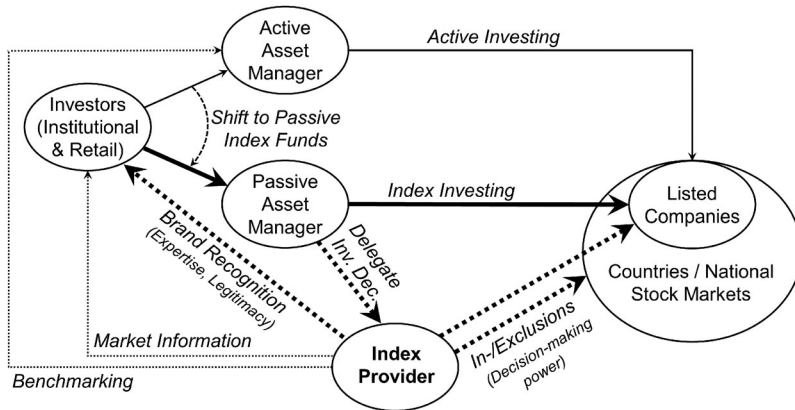 Active
Asset
Manager
Active Investing
Investors
(Institutional
& Retail)
Shift to Passive
Index Funds
Passive
Asset
Manager
Index Investing
Listed
Companies
Countries / National
Stock Markets
Brand Recognition
(Expertise, Legitimacy)
Delegate
Inv. Dec.
Market Information
Benchmarking
Index
Provider
In-/Exclusions
(Decision-making
power)